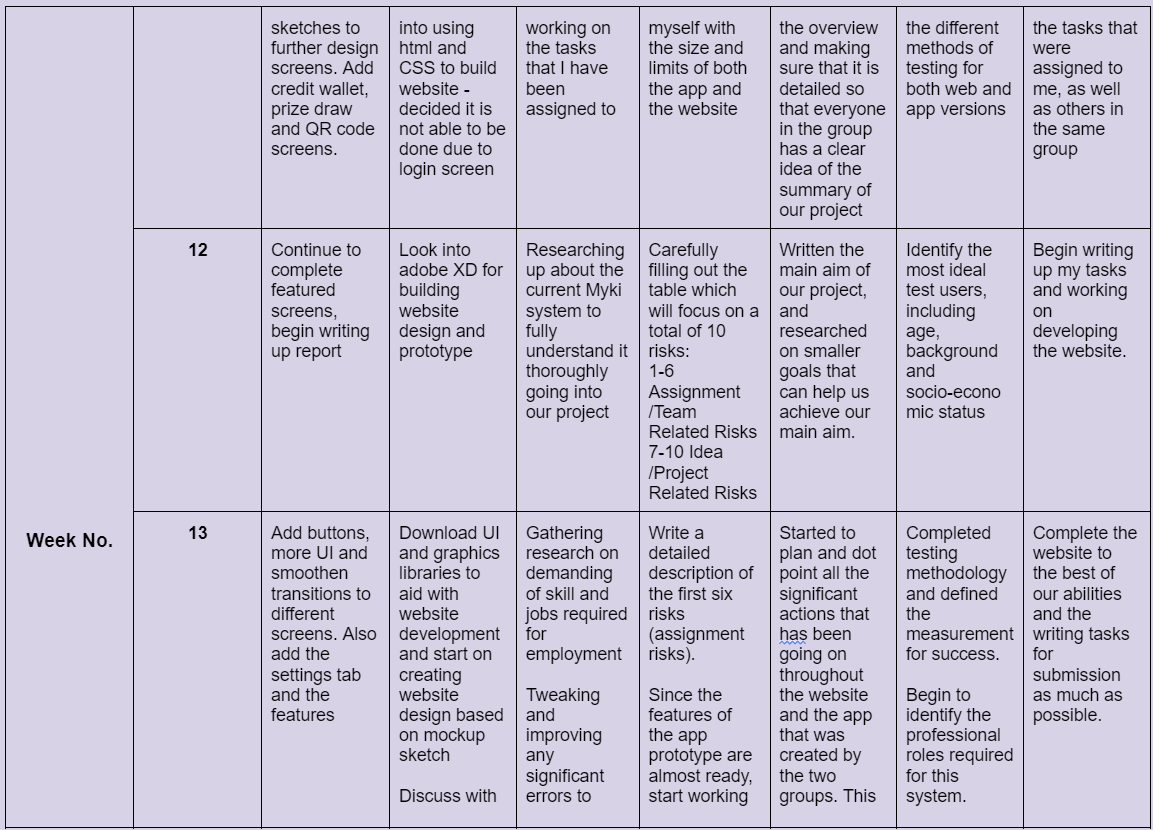 sketches to
further design
screens. Add
credit wallet,
prize draw
and QR code
screens.
into using
html and
CSS to build
website -
decided it is
not able to be
done due to
login screen
working on
the tasks
that I have
been
assigned to
myself with
the size and
limits of both
the app and
the website
the overview
and making
sure that it is
detailed so
that everyone
in the group
has a clear
idea of the
summary of
our project
the different
methods of
testing for
both web and
app versions
the tasks that
were
assigned to
me, as well
as others in
the same
group
Week No.
12
Continue to
complete
featured
screens,
begin writing
up report
Look into
adobe XD for
building
website
design and
prototype
Researching
up about the
current Myki
system to
fully
understand it
thoroughly
going into
our project
Carefully
filling out the
table which
will focus on a
total of 10
risks:
1-6
Assignment
/Team
Related Risks
7-10 Idea
/Project
Related Risks
Written the
main aim of
our project,
and
researched
on smaller
goals that
can help us
achieve our
main aim.
Identify the
most ideal
test users,
including
age,
background
and
socio-econo
mic status
Begin writing
up my tasks
and working
on
developing
the website.
13
Add buttons,
more UI and
smoothen
transitions to
different
screens. Also
add the
settings tab
and the
features
Download UI
and graphics
libraries to
aid with
website
development
and start on
creating
website
design based
on mockup
sketch
Discuss with
Gathering
research on
demanding
of skill and
jobs required
for
employment
Tweaking
and
improving
any
significant
errors to
Write a
detailed
description of
the first six
risks
(assignment
risks).
Since the
features of
the app
prototype are
almost ready,
start working
Started to
plan and dot
point all the
significant
actions that
has been
going on
throughout
the website
and the app
that was
created by
the two
groups. This
Completed
testing
methodology
and defined
the
measurement
for success.
Begin to
identify the
professional
roles required
for this
system.
Complete the
website to
the best of
our abilities
and the
writing tasks
for
submission
as much as
possible.